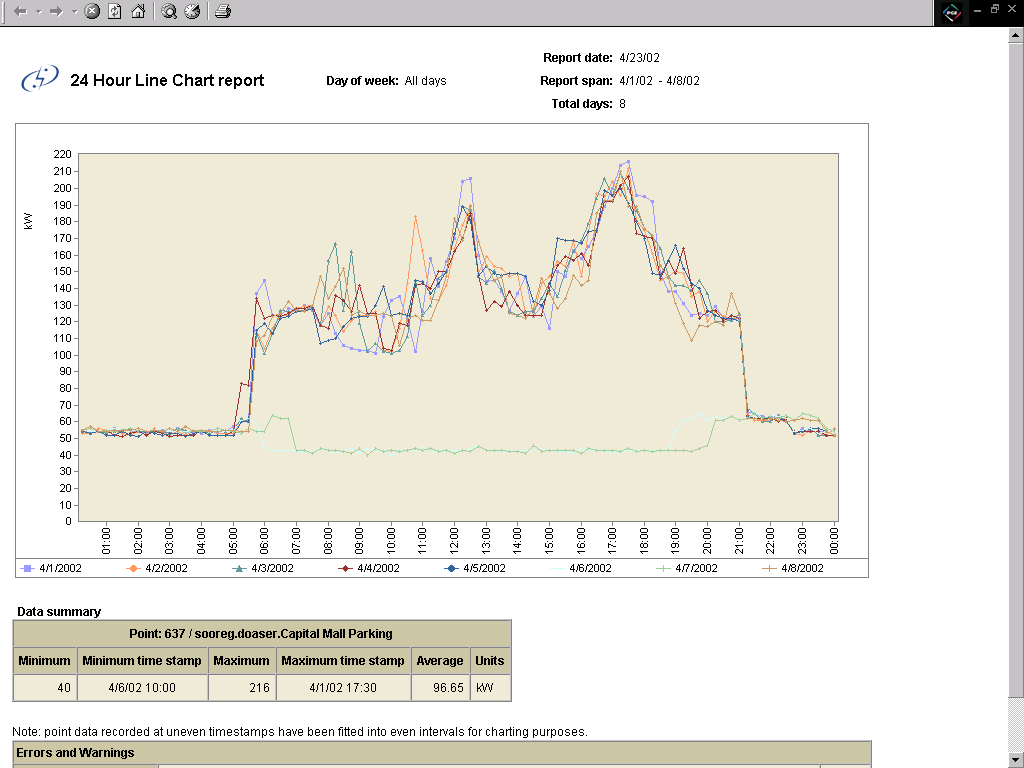 PGE
Report date: 4/23/02
24 Hour Line Chart report
Day of week: All days
Report span: 4/1/02 - 4/8/02
Total days: 8
kW
220
210
200
190
180
170
160
150
140
130
120
110
100
90
80
70
60
50
40
30
20
10
0
01:00 02:00 03:00 04:00 05:00 06:00 07:00 08:00 09:00 10:00 11:00 12:00 13:00 14:00 15:00 16:00 17:00 18:00 19:00 20:00 21:00 22:00 23:00 00:00
4/1/2002 4/2/2002 4/3/2002 4/4/2002 4/5/2002 4/6/2002 4/7/2002 4/8/2002
Data summary
Point: 637 / sooreg.doaser.Capital Mall Parking
Minimum Minimum time stamp Maximum Maximum time stamp Average Units
40 4/6/02 10:00 216 4/1/02 17:30 96.65 kW
Note: point data recorded at uneven timestamps have been fitted into even intervals for charting purposes.
Errors and Warnings